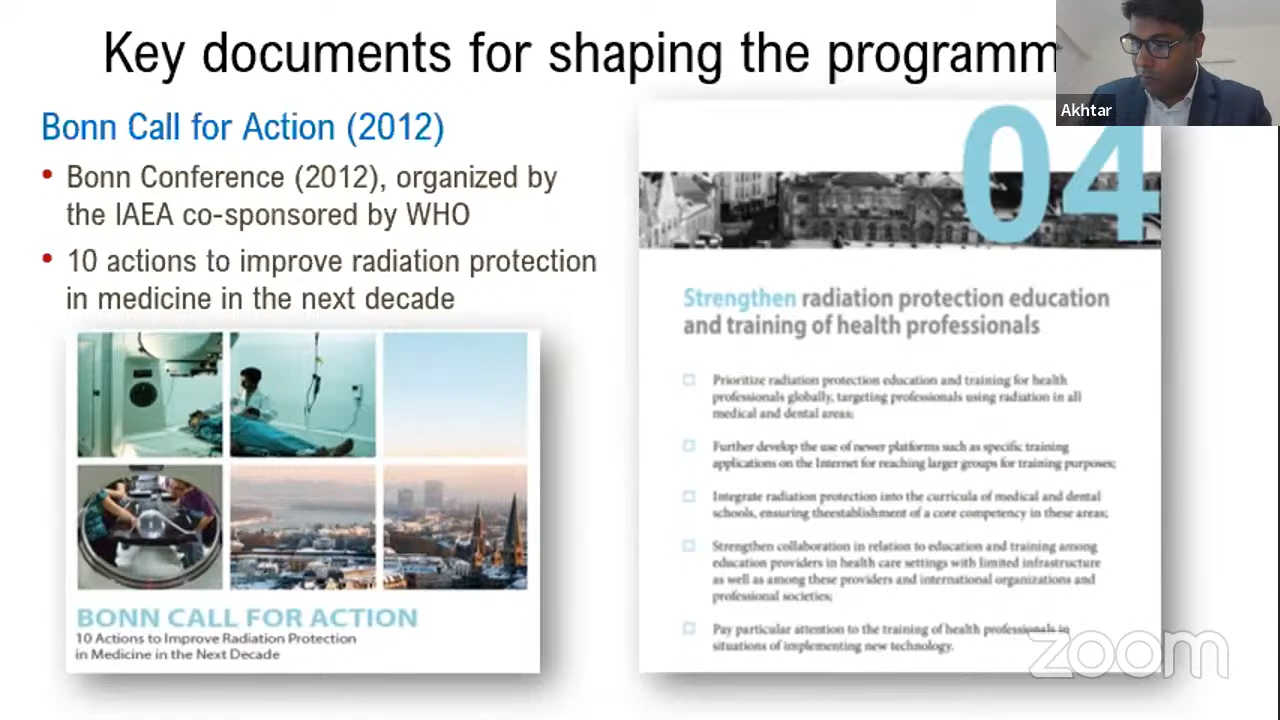 Key documents for shaping the programm
Akhtar
Bonn Call for Action (2012)
• Bonn Conference (2012), organized by
the IAEA co-sponsored by WHO
• 10 actions to improve radiation protection
in medicine in the next decade
BONN CALL FOR ACTION
10 Actions to Improve Radiation Protection
in Medicine in the Next Decade
04
Strengthen radiation protection education
and training of health professionals
Prioritize radiation protection education and training for health
professionals globally, targeting professionals using radiation in all
medical and dental areas;
Further develop the use of newer platforms such as specific training
applications on the Internet for reaching larger groups for training purposes;
Integrate radiation protection into the curricula of medical and dental
schools, ensuring theestablishment of a core competency in these areas;
Strengthen collaboration in relation to education and training among
education providers in health care settings with limited infrastructure
as well as among these providers and international organizations and
professional societies;
Pay particular attention to the training of health professionals in
situations of implementing new technology.
zoom